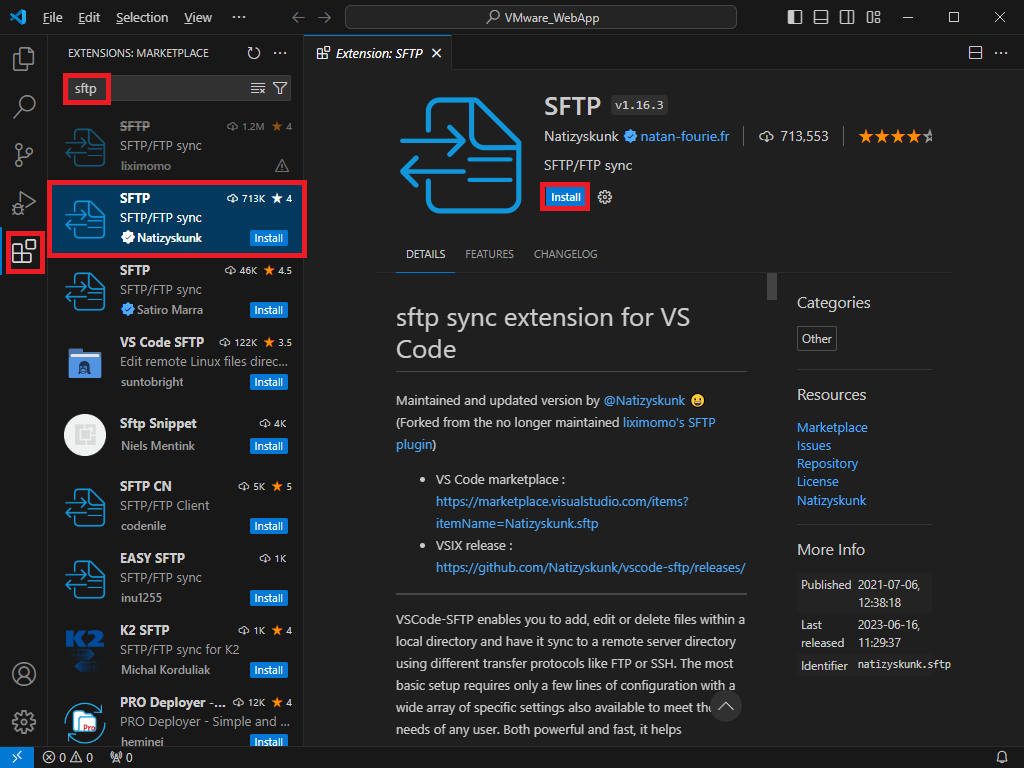 File Edit Selection View ··· VMware_WebApp
EXTENSIONS: MARKETPLACE
sftp
SFTP 1.2M ★ 4
SFTP/FTP sync
liximomo
SFTP 713K ★ 4
SFTP/FTP sync
Natizyskunk Install
SFTP 46K ★ 4.5
SFTP/FTP sync
Satiro Marra Install
VS Code SFTP 122K ★ 3.5
Edit remote Linux files direc...
suntobright Install
Sftp Snippet 4K
Niels Mentink Install
SFTP CN 5K ★ 5
SFTP/FTP Client
codenile Install
EASY SFTP 1K
SFTP/FTP sync
inu1255 Install
K2
K2 SFTP 1K ★ 4
SFTP/FTP sync for K2
Michal Korduliak Install
Pro
PRO Deployer -... 12K ★ 4
PRO Deployer - Simple and ...
heminei Install
Extension: SFTP
SFTP v1.16.3
Natizyskunk natan-fourie.fr 713,553
SFTP/FTP sync
Install
DETAILS FEATURES CHANGELOG
sftp sync extension for VS
Code
Maintained and updated version by @Natizyskunk 😀
(Forked from the no longer maintained liximomo's SFTP
plugin)
• VS Code marketplace :
https://marketplace.visualstudio.com/items?
itemName=Natizyskunk.sftp
• VSIX release :
https://github.com/Natizyskunk/vscode-sftp/releases/
VSCode-SFTP enables you to add, edit or delete files within a
local directory and have it sync to a remote server directory
using different transfer protocols like FTP or SSH. The most
basic setup requires only a few lines of configuration with a
wide array of specific settings also available to meet the
needs of any user. Both powerful and fast, it helps
Categories
Other
Resources
Marketplace
Issues
Repository
License
Natizyskunk
More Info
Published 2021-07-06,
12:38:18
Last 2023-06-16,
released 11:29:37
Identifier natizyskunk.sftp
0 0 0